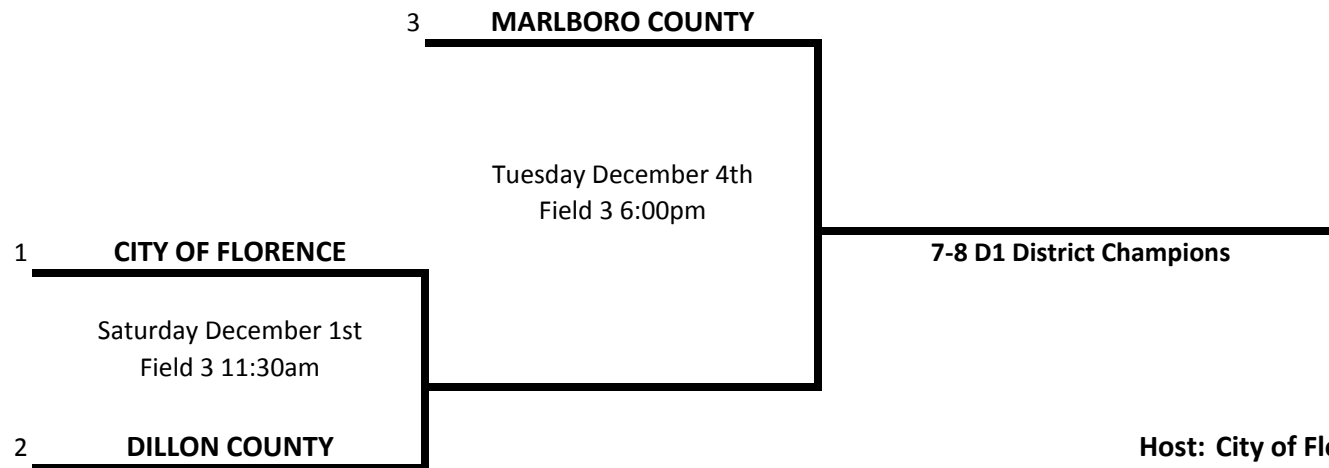 3 MARLBORO COUNTY
Tuesday December 4th
Field 3 6:00pm
1 CITY OF FLORENCE
7-8 D1 District Champions
Saturday December 1st
Field 3 11:30am
2 DILLON COUNTY
Host: City of